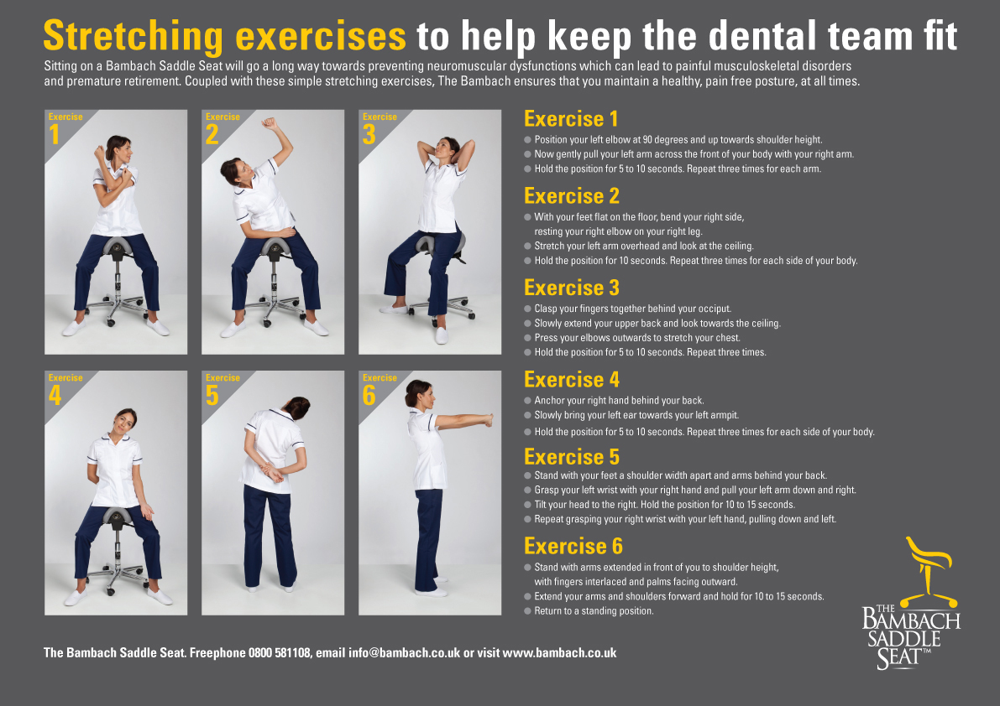 Stretching exercises to help keep the dental team fit
Sitting on a Bambach Saddle Seat will go a long way towards preventing neuromuscular dysfunctions which can lead to painful musculoskeletal disorders
and premature retirement. Coupled with these simple stretching exercises, The Bambach ensures that you maintain a healthy, pain free posture, at all times.
Exercise
1
Exercise
2
Exercise
3
Exercise
4
Exercise
5
Exercise
6
Exercise 1
● Position your left elbow at 90 degrees and up towards shoulder height.
● Now gently pull your left arm across the front of your body with your right arm.
● Hold the position for 5 to 10 seconds. Repeat three times for each arm.
Exercise 2
● With your feet flat on the floor, bend your right side,
resting your right elbow on your right leg.
● Stretch your left arm overhead and look at the ceiling.
● Hold the position for 10 seconds. Repeat three times for each side of your body.
Exercise 3
● Clasp your fingers together behind your occiput.
● Slowly extend your upper back and look towards the ceiling.
● Press your elbows outwards to stretch your chest.
● Hold the position for 5 to 10 seconds. Repeat three times.
Exercise 4
● Anchor your right hand behind your back.
● Slowly bring your left ear towards your left armpit.
● Hold the position for 5 to 10 seconds. Repeat three times for each side of your body.
Exercise 5
● Stand with your feet a shoulder width apart and arms behind your back.
● Grasp your left wrist with your right hand and pull your left arm down and right.
● Tilt your head to the right. Hold the position for 10 to 15 seconds.
● Repeat grasping your right wrist with your left hand, pulling down and left.
Exercise 6
● Stand with arms extended in front of you to shoulder height,
with fingers interlaced and palms facing outward.
● Extend your arms and shoulders forward and hold for 10 to 15 seconds.
● Return to a standing position.
THE
BAMBACH
SADDLE
SEAT™
The Bambach Saddle Seat. Freephone 0800 581108, email info@bambach.co.uk or visit www.bambach.co.uk